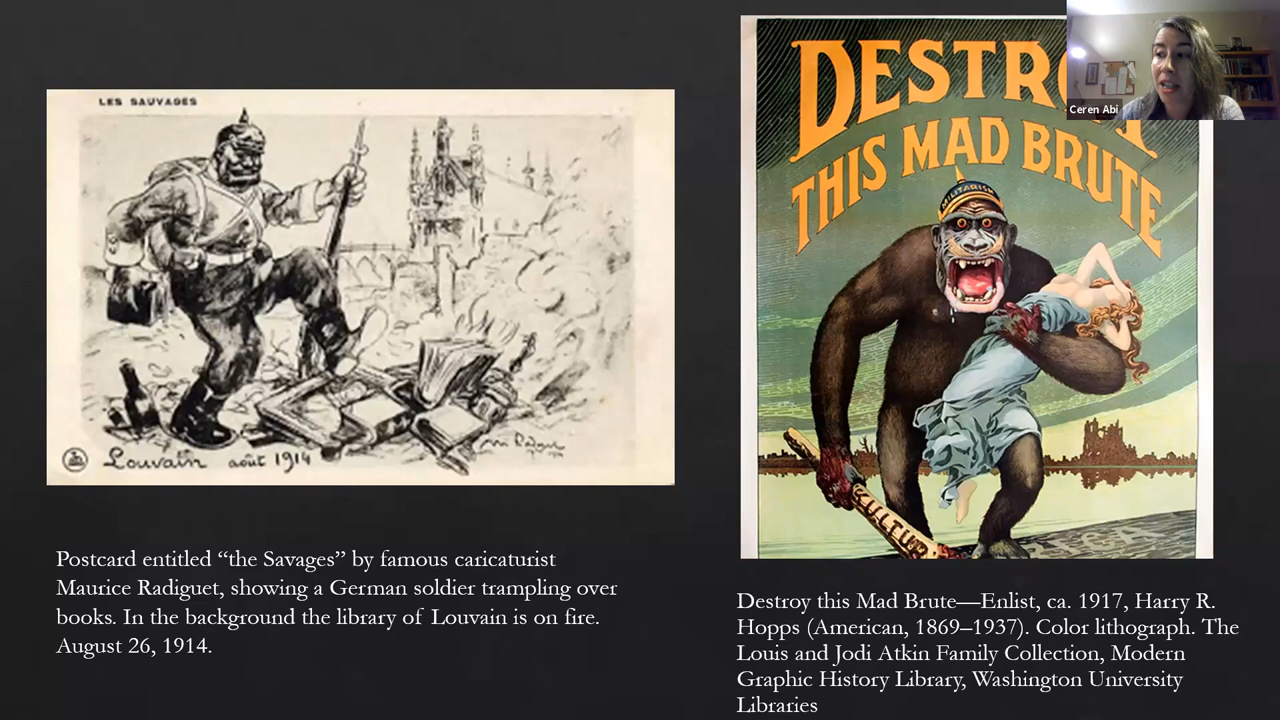 LES SAUVAGES
Louvain août 1914
Postcard entitled “the Savages” by famous caricaturist
Maurice Radiguet, showing a German soldier trampling over
books. In the background the library of Louvain is on fire.
August 26, 1914.
DESTROY
THIS MAD BRUTE
MILITARISM
KULTUR
Destroy this Mad Brute—Enlist, ca. 1917, Harry R.
Hopps (American, 1869–1937). Color lithograph. The
Louis and Jodi Atkin Family Collection, Modern
Graphic History Library, Washington University
Libraries
Ceren Abi